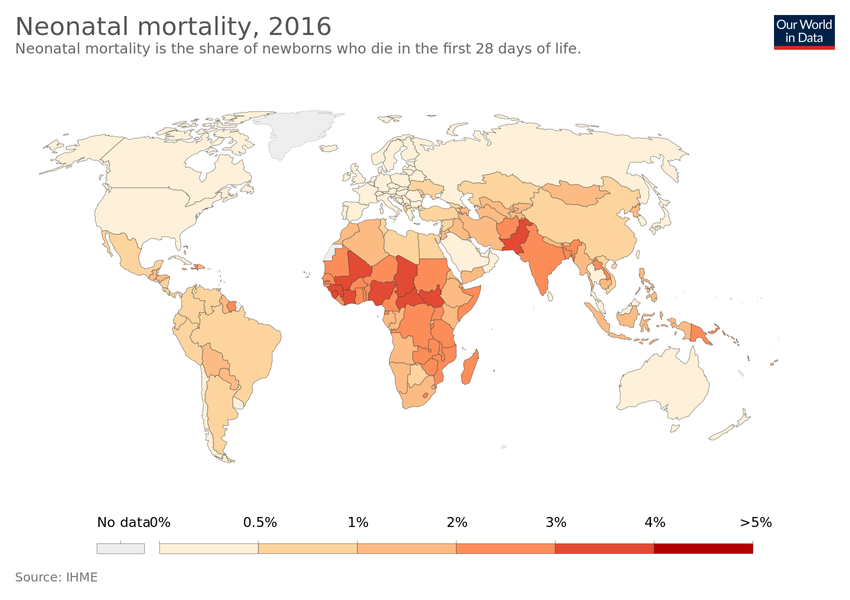 Neonatal mortality, 2016
Neonatal mortality is the share of newborns who die in the first 28 days of life.
Our World
in Data
No data 0% 0.5% 1% 2% 3% 4% >5%
Source: IHME